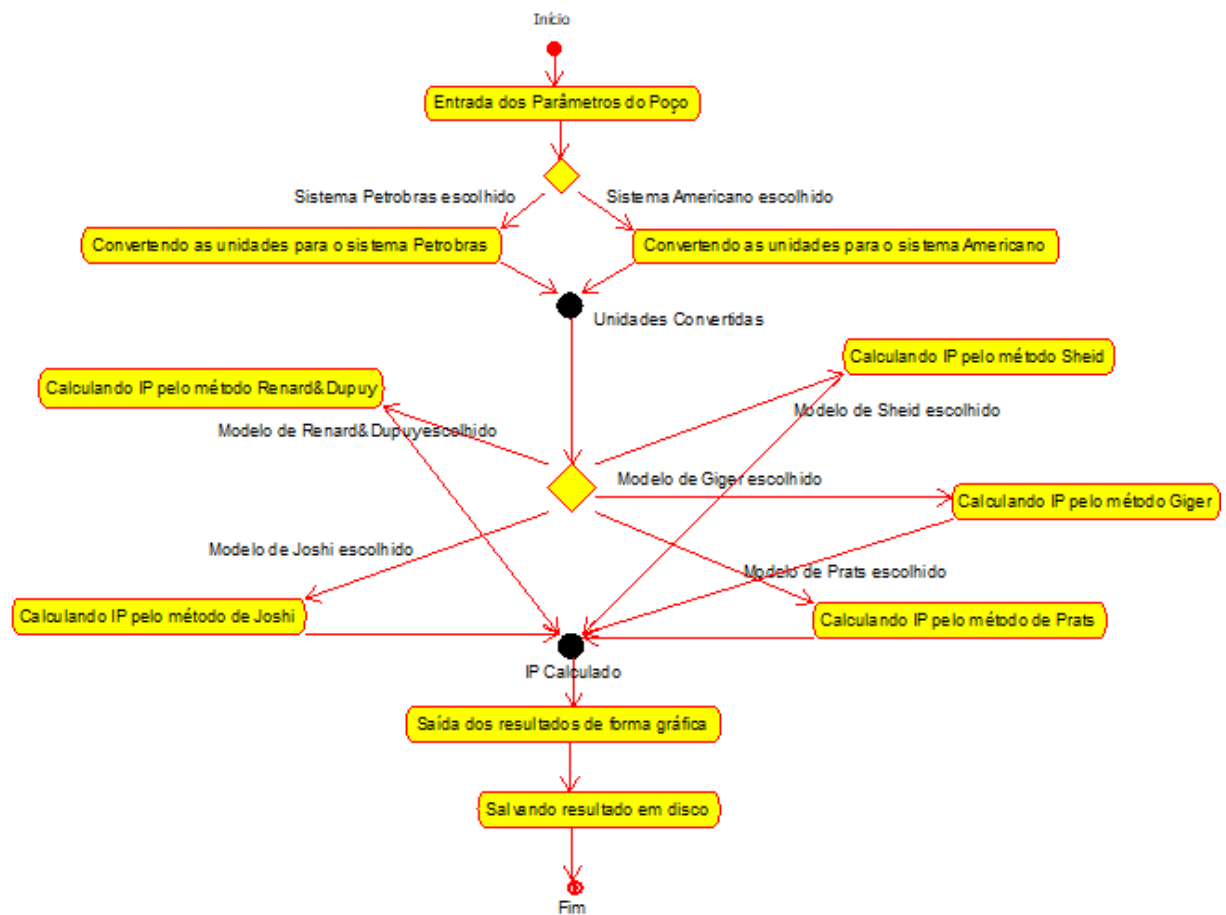 Início
Entrada dos Parâmetros do Poço
Sistema Petrobras escolhido
Sistema Americano escolhido
Convertendo as unidades para o sistema Petrobras
Convertendo as unidades para o sistema Americano
Unidades Convertidas
Calculando IP pelo método Sheid
Calculando IP pelo método Renard&Dupuy
Modelo de Sheid escolhido
Modelo de Renard&Dupuyescolhido
Modelo de Giger escolhido
Calculando IP pelo método Giger
Modelo de Joshi escolhido
Modelo de Prats escolhido
Calculando IP pelo método de Joshi
Calculando IP pelo método de Prats
IP Calculado
Saída dos resultados de forma gráfica
Salvando resultado em disco
Fim